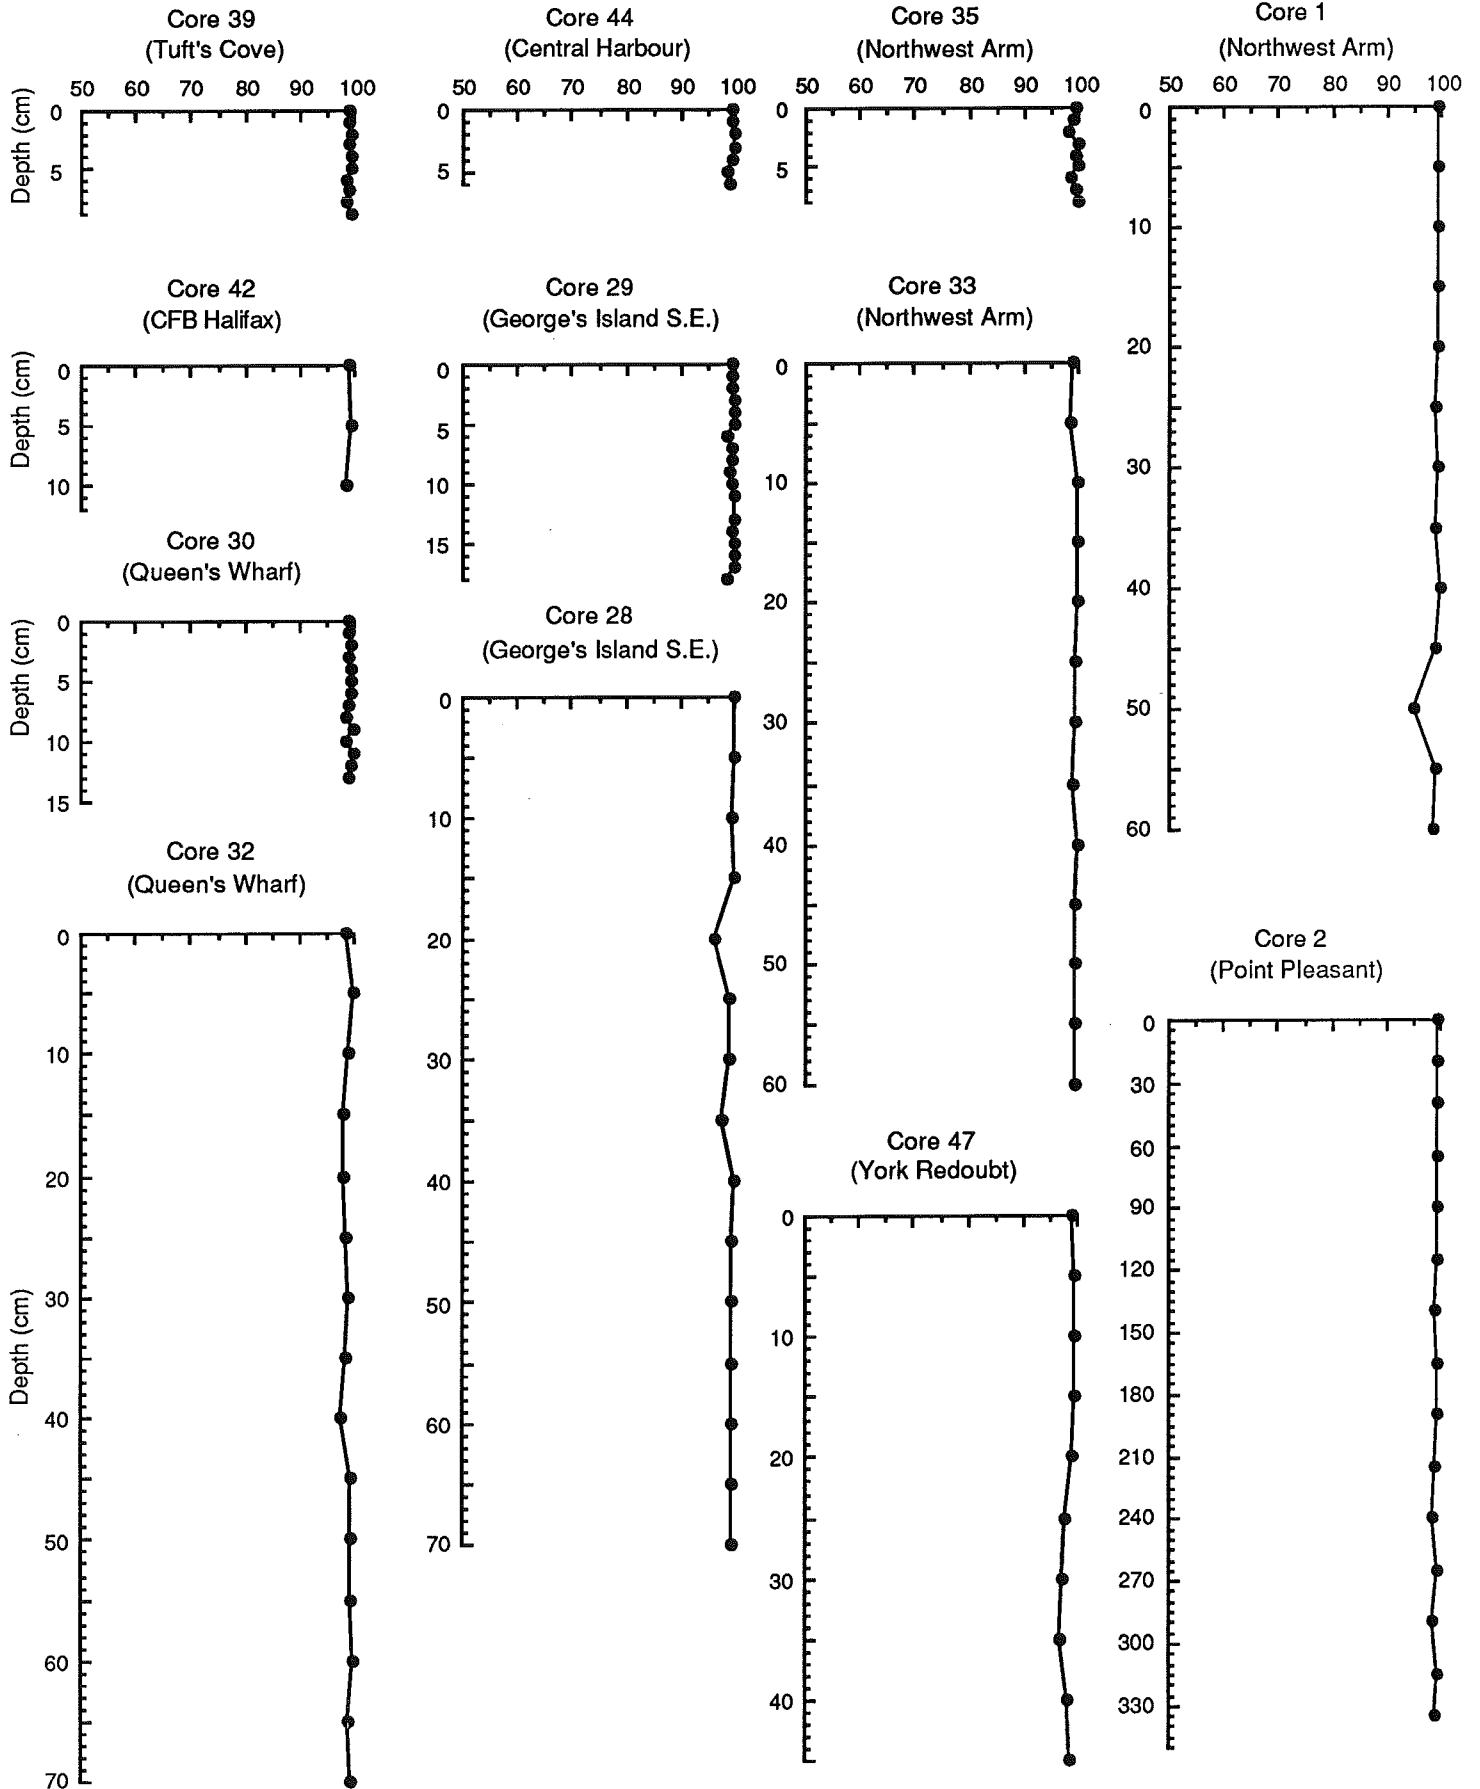 Core 39
(Tuft's Cove)
50 60 70 80 90 100
Depth (cm)
0
5
Core 42
(CFB Halifax)
Depth (cm)
0
5
10
Core 30
(Queen's Wharf)
Depth (cm)
0
5
10
15
Core 32
(Queen's Wharf)
Depth (cm)
0
10
20
30
40
50
60
70
Core 44
(Central Harbour)
50 60 70 80 90 100
0
5
Core 29
(George's Island S.E.)
0
5
10
15
Core 28
(George's Island S.E.)
0
10
20
30
40
50
60
70
Core 35
(Northwest Arm)
50 60 70 80 90 100
0
5
Core 33
(Northwest Arm)
0
10
20
30
40
50
60
Core 47
(York Redoubt)
0
10
20
30
40
Core 1
(Northwest Arm)
50 60 70 80 90 100
0
10
20
30
40
50
60
Core 2
(Point Pleasant)
0
30
60
90
120
150
180
210
240
270
300
330